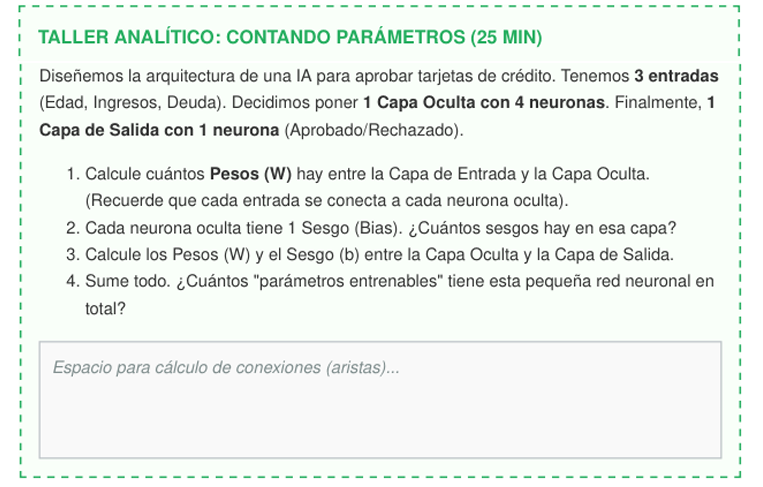 TALLER ANALÍTICO: CONTANDO PARÁMETROS (25 MIN)
Diseñemos la arquitectura de una IA para aprobar tarjetas de crédito. Tenemos 3 entradas
(Edad, Ingresos, Deuda). Decidimos poner 1 Capa Oculta con 4 neuronas. Finalmente, 1
Capa de Salida con 1 neurona (Aprobado/Rechazado).
1. Calcule cuántos Pesos (W) hay entre la Capa de Entrada y la Capa Oculta.
(Recuerde que cada entrada se conecta a cada neurona oculta).
2. Cada neurona oculta tiene 1 Sesgo (Bias). ¿Cuántos sesgos hay en esa capa?
3. Calcule los Pesos (W) y el Sesgo (b) entre la Capa Oculta y la Capa de Salida.
4. Sume todo. ¿Cuántos "parámetros entrenables" tiene esta pequeña red neuronal en
total?
Espacio para cálculo de conexiones (aristas)...